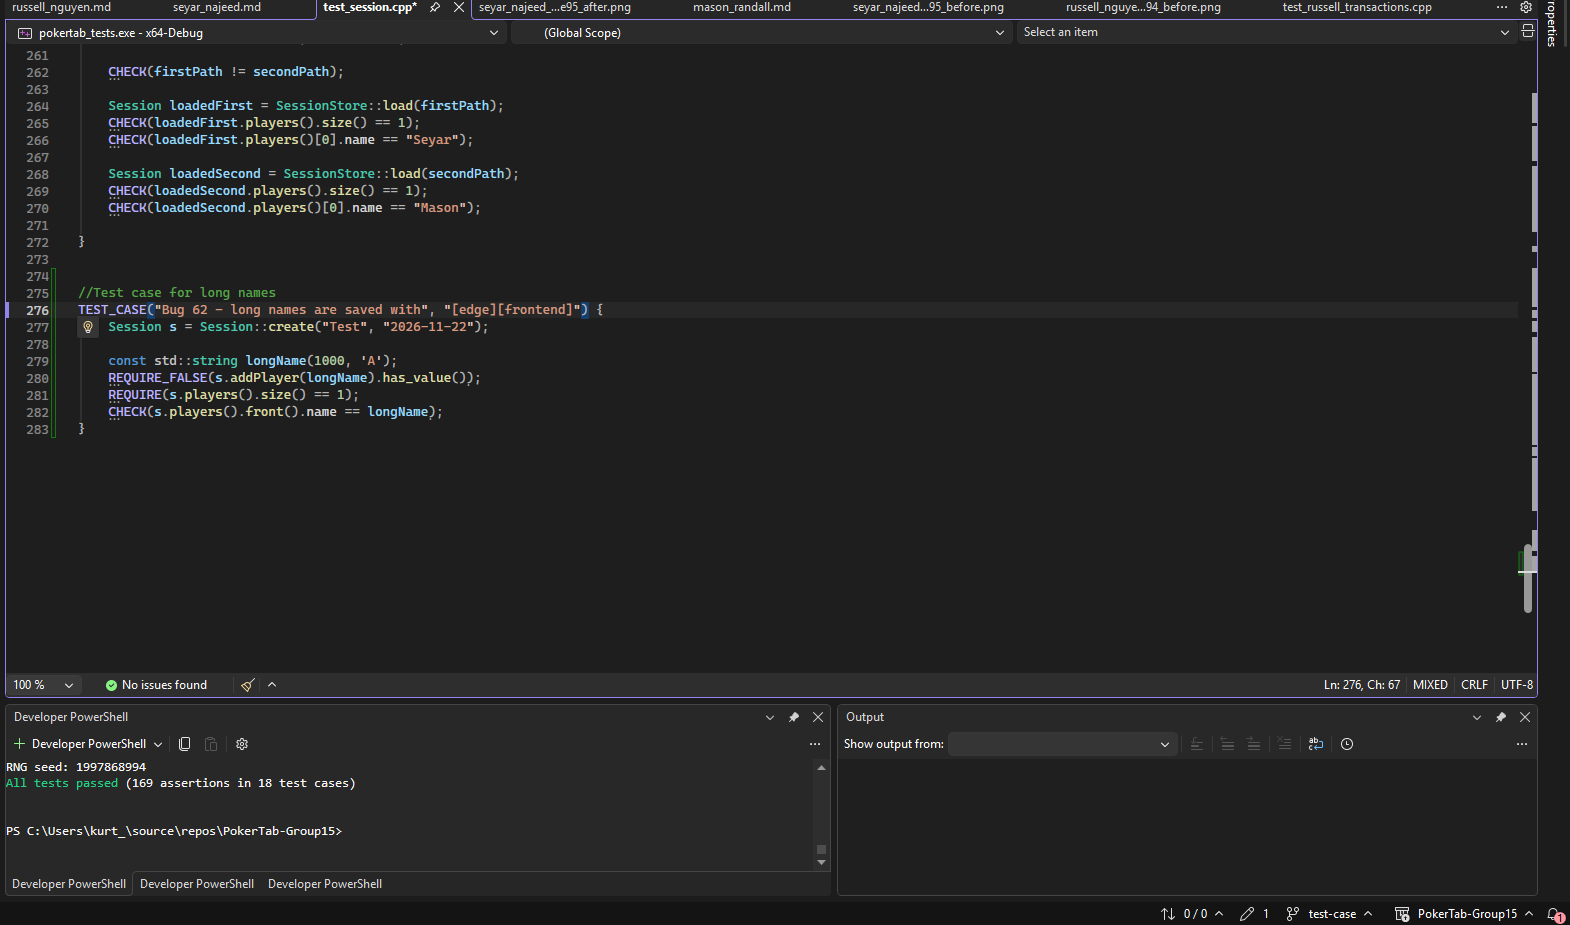 russell_nguyen.md seyar_najeed.md test_session.cpp* seyar_najeed_...e95_after.png mason_randall.md seyar_najeed...95_before.png russell_nguye...94_before.png test_russell_transactions.cpp
roperties
pokertab_tests.exe - x64-Debug (Global Scope) Select an item
261
262 CHECK(firstPath != secondPath);
263
264 Session loadedFirst = SessionStore::load(firstPath);
265 CHECK(loadedFirst.players().size() == 1);
266 CHECK(loadedFirst.players()[0].name == "Seyar");
267
268 Session loadedSecond = SessionStore::load(secondPath);
269 CHECK(loadedSecond.players().size() == 1);
270 CHECK(loadedSecond.players()[0].name == "Mason");
271
272 }
273
274
275 //Test case for long names
276 TEST_CASE("Bug 62 - long names are saved with", "[edge][frontend]") {
277 Session s = Session::create("Test", "2026-11-22");
278
279 const std::string longName(1000, 'A');
280 REQUIRE_FALSE(s.addPlayer(longName).has_value());
281 REQUIRE(s.players().size() == 1);
282 CHECK(s.players().front().name == longName);
283 }
100 % No issues found Ln: 276, Ch: 67 MIXED CRLF UTF-8
Developer PowerShell
Developer PowerShell
RNG seed: 1997868994
All tests passed (169 assertions in 18 test cases)
PS C:\Users\kurt_\source\repos\PokerTab-Group15>
Developer PowerShell Developer PowerShell Developer PowerShell
Output
Show output from:
0 / 0 1 test-case PokerTab-Group15 1